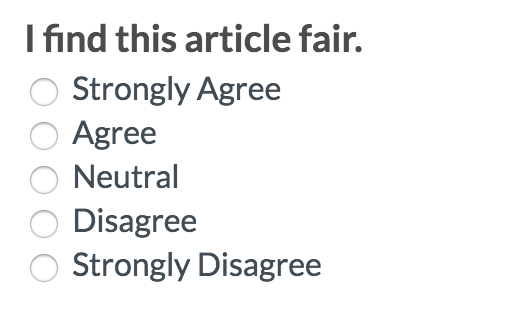 I find this article fair.
Strongly Agree
Agree
Neutral
Disagree
Strongly Disagree